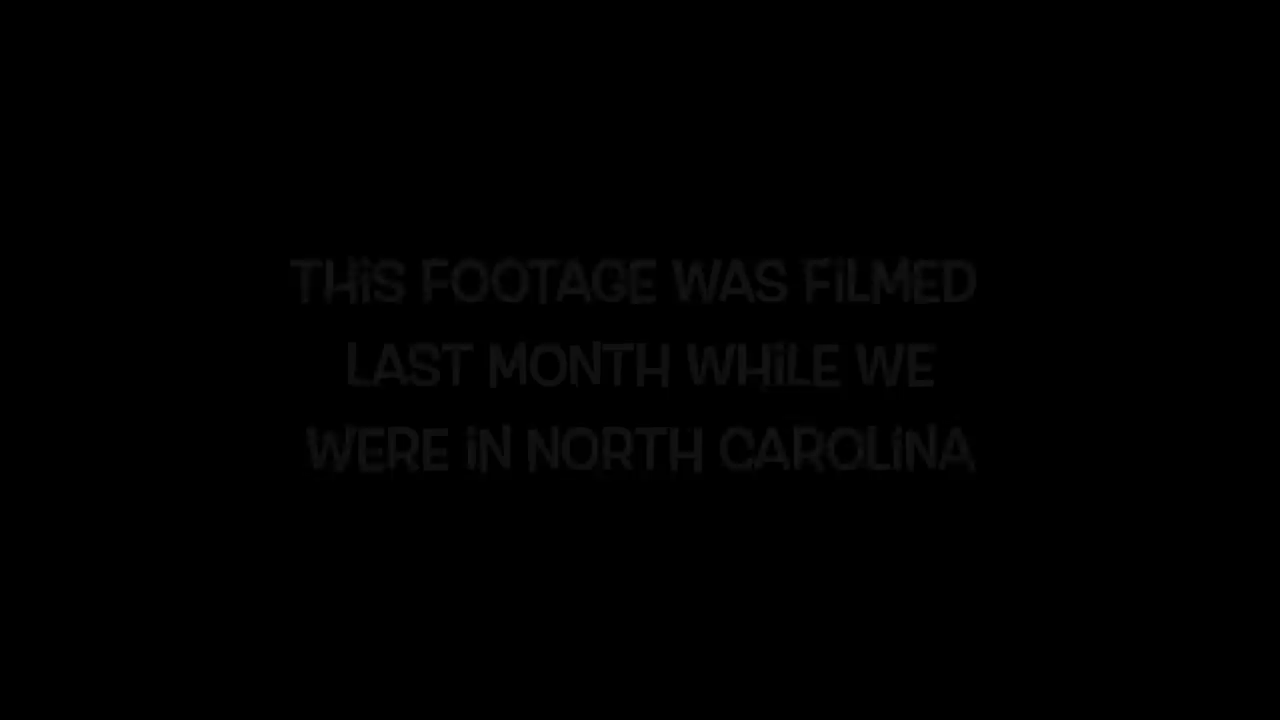 THiS FOOTAGE WAS FiLMED
LAST MONTH WHiLE WE
WERE iN NORTH CAROLiNA